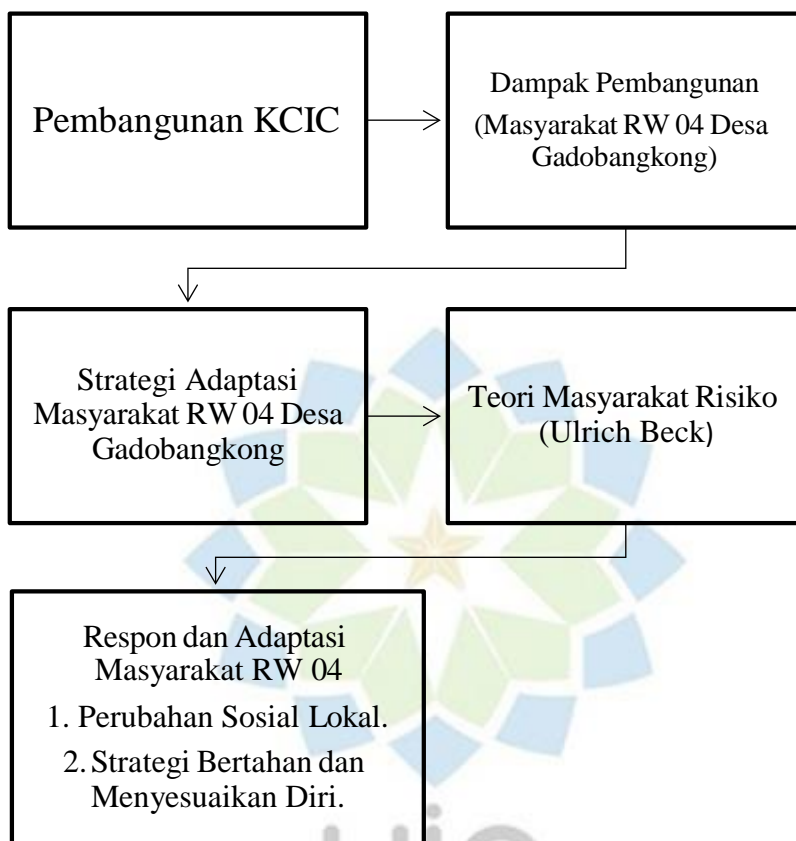 Pembangunan KCIC
Dampak Pembangunan
(Masyarakat RW 04 Desa
Gadobangkong)
Strategi Adaptasi
Masyarakat RW 04 Desa
Gadobangkong
Teori Masyarakat Risiko
(Ulrich Beck)
Respon dan Adaptasi
Masyarakat RW 04
1. Perubahan Sosial Lokal.
2. Strategi Bertahan dan
Menyesuaikan Diri.